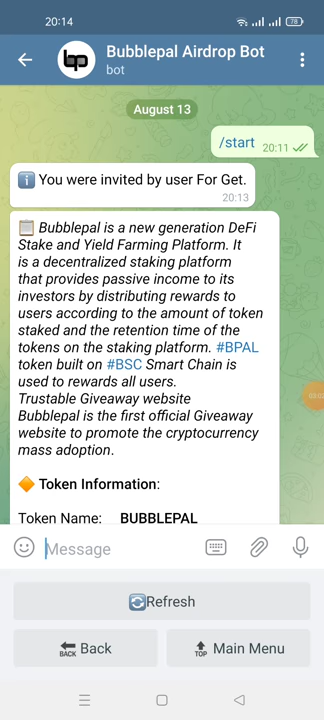 20:14
78
Bubblepal Airdrop Bot
bot
bp
August 13
/start 20:11
You were invited by user For Get.
20:13
Bubblepal is a new generation DeFi
Stake and Yield Farming Platform. It
is a decentralized staking platform
that provides passive income to its
investors by distributing rewards to
users according to the amount of token
staked and the retention time of the
tokens on the staking platform. #BPAL
token built on #BSC Smart Chain is
used to rewards all users.
Trustable Giveaway website
Bubblepal is the first official Giveaway
website to promote the cryptocurrency
mass adoption.
Token Information:
Token Name: BUBBLEPAL
Message
Refresh
BACK Back
TOP Main Menu